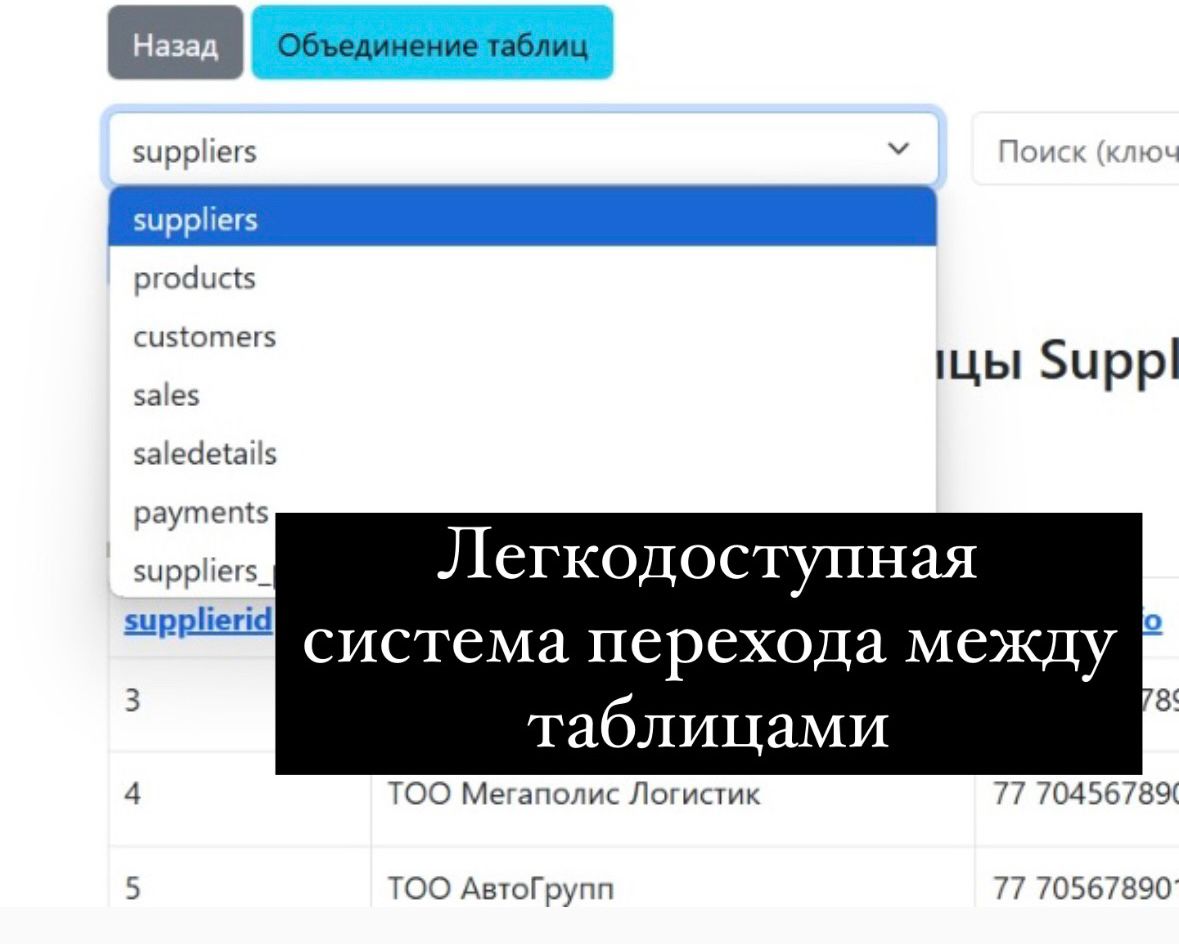 Назад
Объединение таблиц
suppliers
Поиск
suppliers
products
customers
sales
saledetails
payments
supplierid
Легкодоступная
система перехода между
таблицами
3
4 ТОО Мегаполис Логистик
5 ТОО АвтоГрупп